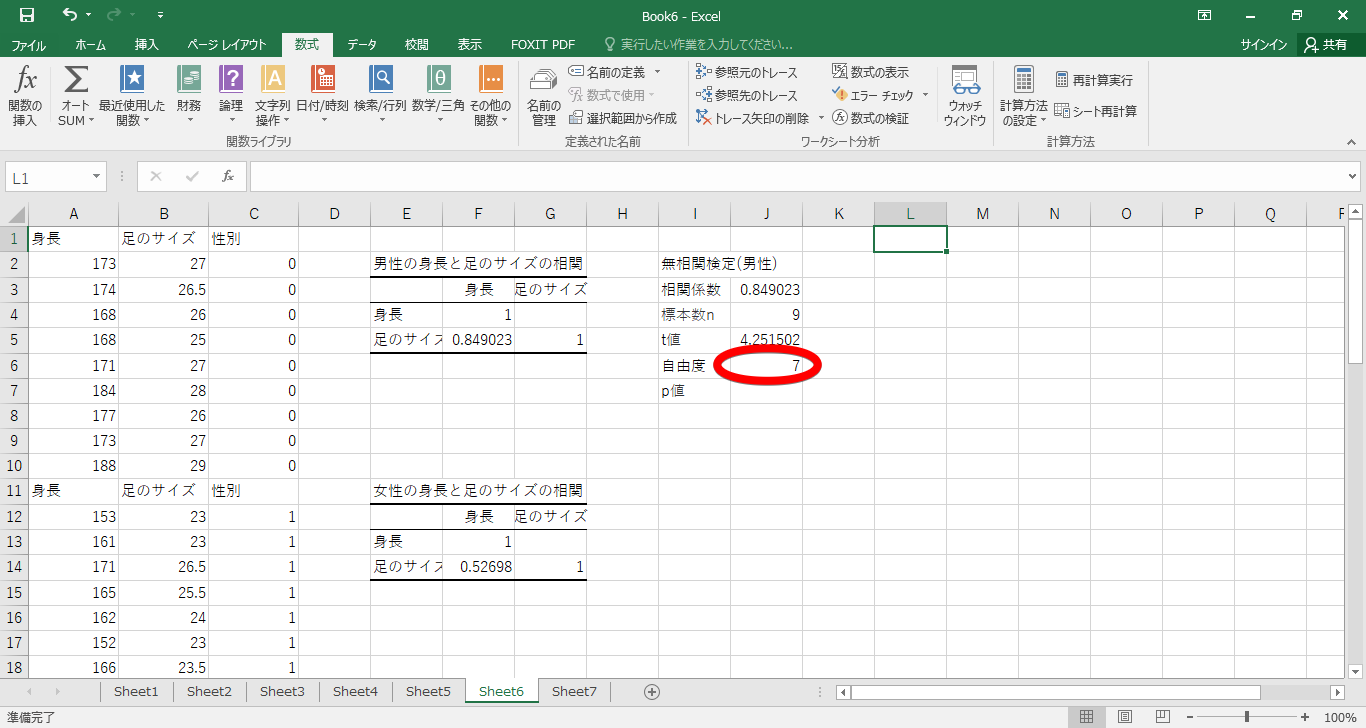 Book6 - Excel
ファイル ホーム 挿入 ページ レイアウト 数式 データ 校閲 表示 FOXIT PDF 実行したい作業を入力してください... サインイン 共有
fx 関数の挿入
Σ オート SUM
最近使用した関数
財務
論理
文字列操作
日付/時刻
検索/行列
数学/三角
その他の関数
関数ライブラリ
名前の管理
名前の定義
数式で使用
選択範囲から作成
定義された名前
参照元のトレース
参照先のトレース
トレース矢印の削除
数式の表示
エラー チェック
数式の検証
ウォッチ ウィンドウ
ワークシート分析
計算方法の設定
再計算実行
シート再計算
計算方法
L1 fx
A B C D E F G H I J K L M N O P Q
1 身長 足のサイズ 性別
2 173 27 0 男性の身長と足のサイズの相関 無相関検定(男性)
3 174 26.5 0 身長 足のサイズ 相関係数 0.849023
4 168 26 0 身長 1 標本数n 9
5 168 25 0 足のサイズ 0.849023 1 t値 4.251502
6 171 27 0 自由度 7
7 184 28 0 p値
8 177 26 0
9 173 27 0
10 188 29 0
11 身長 足のサイズ 性別 女性の身長と足のサイズの相関
12 153 23 1 身長 足のサイズ
13 161 23 1 身長 1
14 171 26.5 1 足のサイズ 0.52698 1
15 165 25.5 1
16 162 24 1
17 152 23 1
18 166 23.5 1
Sheet1 Sheet2 Sheet3 Sheet4 Sheet5 Sheet6 Sheet7
準備完了 100%